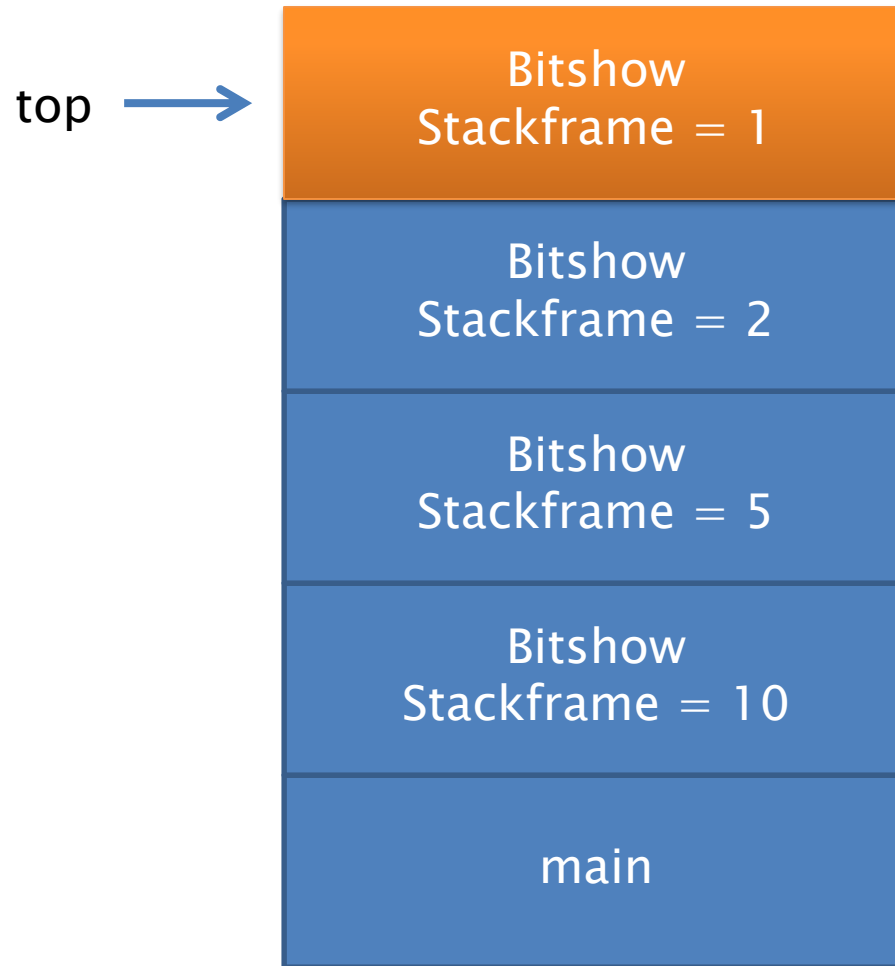 top
Bitshow
Stackframe = 1
Bitshow
Stackframe = 2
Bitshow
Stackframe = 5
Bitshow
Stackframe = 10
main